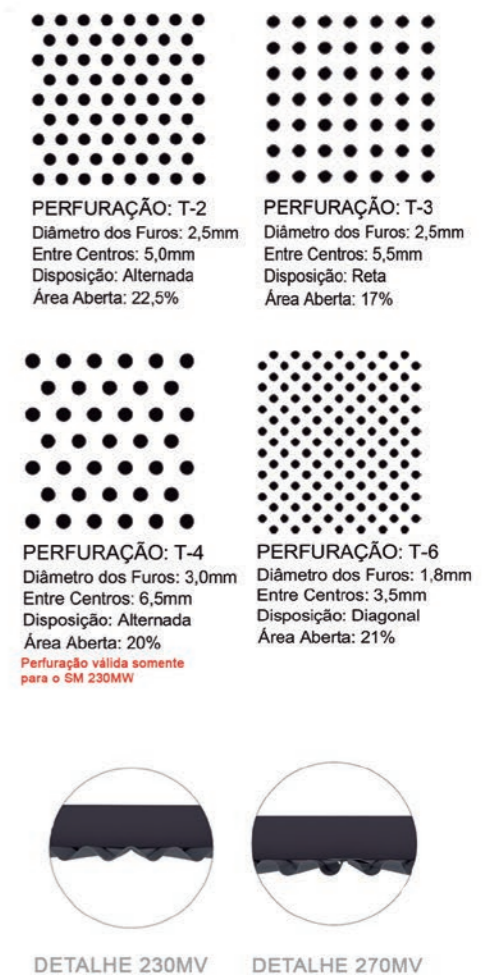 PERFURAÇÃO: T-2
Diâmetro dos Furos: 2,5mm
Entre Centros: 5,0mm
Disposição: Alternada
Área Aberta: 22,5%
PERFURAÇÃO: T-3
Diâmetro dos Furos: 2,5mm
Entre Centros: 5,5mm
Disposição: Reta
Área Aberta: 17%
PERFURAÇÃO: T-4
Diâmetro dos Furos: 3,0mm
Entre Centros: 6,5mm
Disposição: Alternada
Área Aberta: 20%
Perfuração válida somente
para o SM 230MW
PERFURAÇÃO: T-6
Diâmetro dos Furos: 1,8mm
Entre Centros: 3,5mm
Disposição: Diagonal
Área Aberta: 21%
DETALHE 230MV
DETALHE 270MV